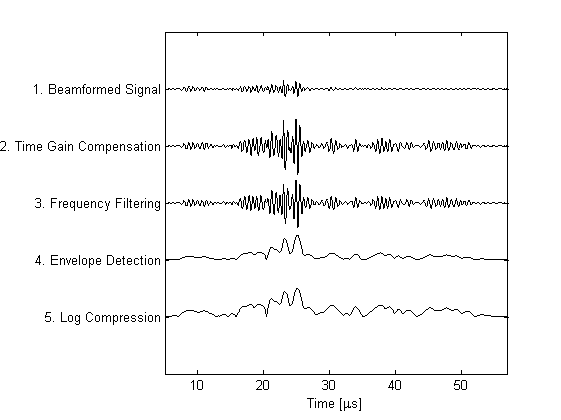 1. Beamformed Signal
2. Time Gain Compensation
3. Frequency Filtering
4. Envelope Detection
5. Log Compression
10 20 30 40 50
Time [μs]